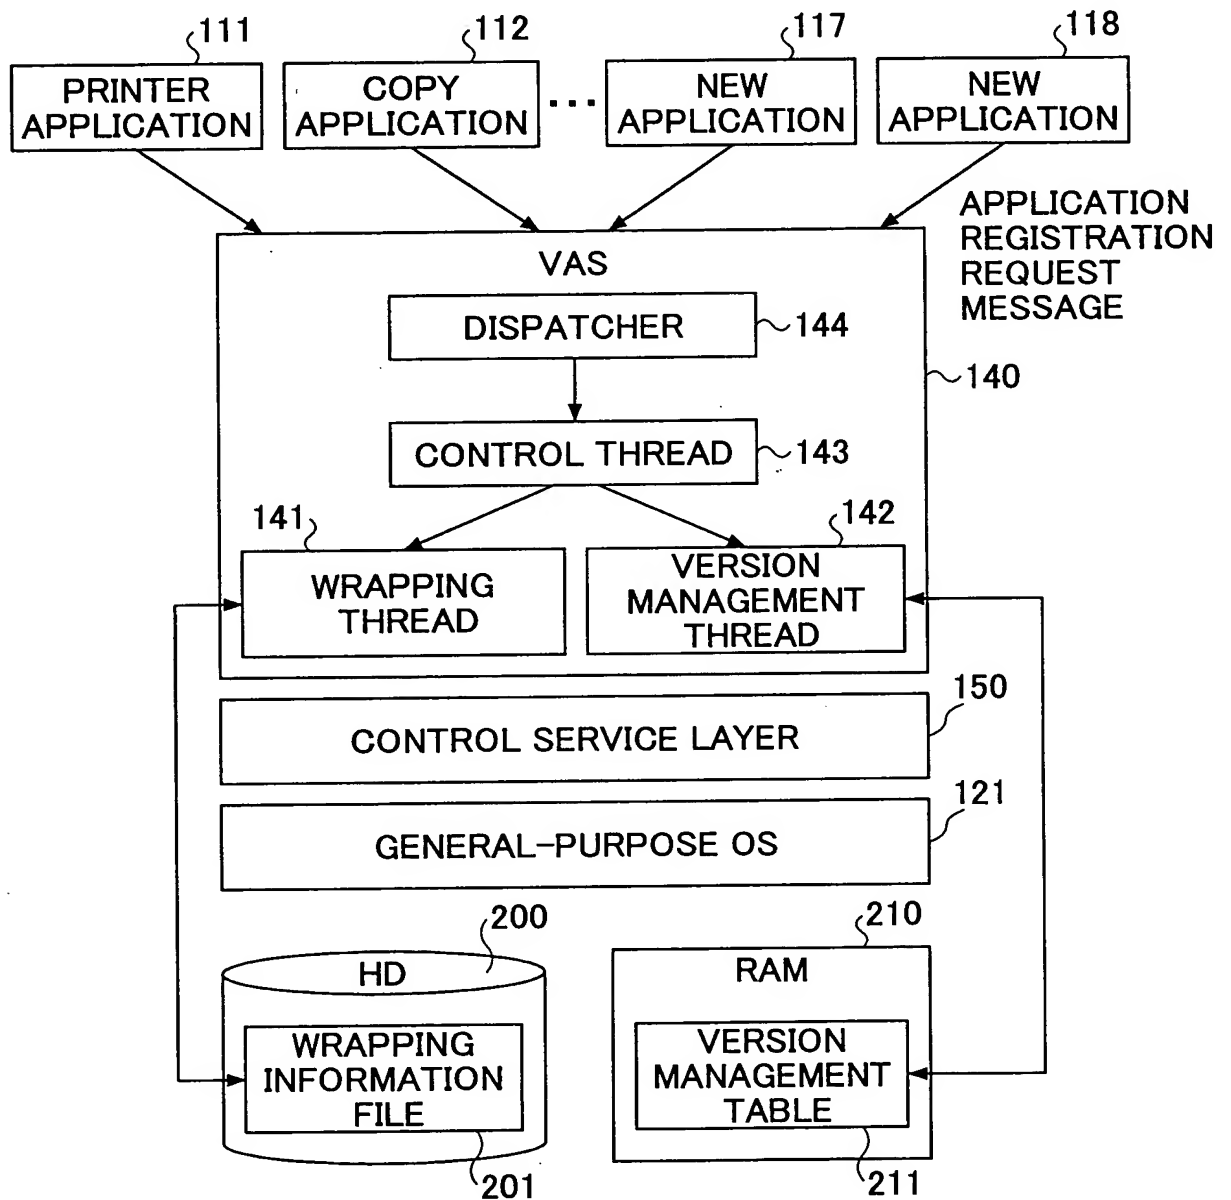 111
112
117
118
PRINTER
APPLICATION
COPY
APPLICATION
...
NEW
APPLICATION
NEW
APPLICATION
APPLICATION
REGISTRATION
REQUEST
MESSAGE
VAS
DISPATCHER
144
140
CONTROL THREAD
143
141
142
WRAPPING
THREAD
VERSION
MANAGEMENT
THREAD
150
CONTROL SERVICE LAYER
121
GENERAL-PURPOSE OS
200
210
HD
RAM
WRAPPING
INFORMATION
FILE
VERSION
MANAGEMENT
TABLE
201
211